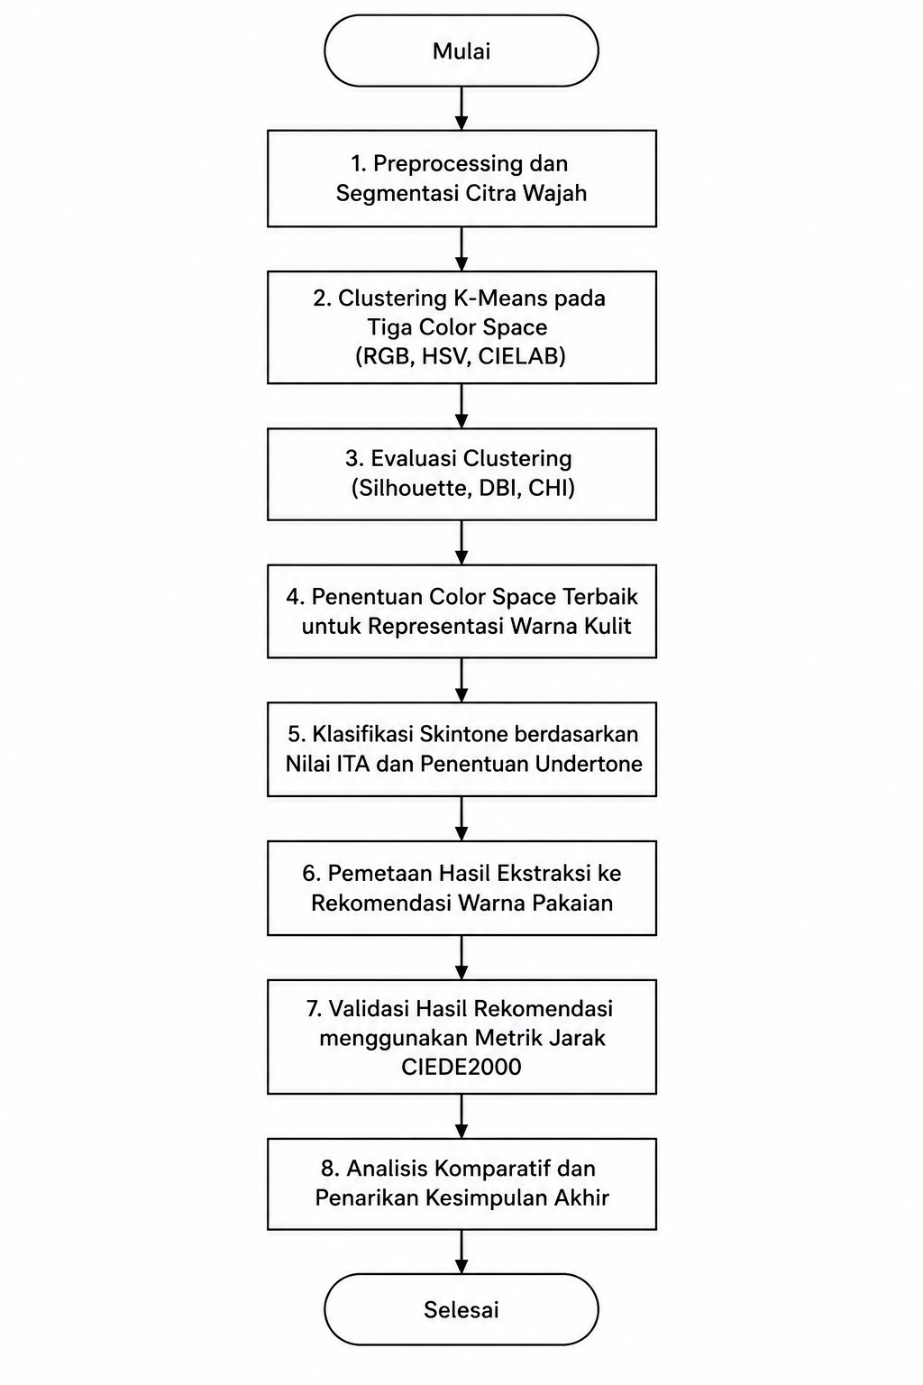 Mulai
1. Preprocessing dan
Segmentasi Citra Wajah
2. Clustering K-Means pada
Tiga Color Space
(RGB, HSV, CIELAB)
3. Evaluasi Clustering
(Silhouette, DBI, CHI)
4. Penentuan Color Space Terbaik
untuk Representasi Warna Kulit
5. Klasifikasi Skintone berdasarkan
Nilai ITA dan Penentuan Undertone
6. Pemetaan Hasil Ekstraksi ke
Rekomendasi Warna Pakaian
7. Validasi Hasil Rekomendasi
menggunakan Metrik Jarak
CIEDE2000
8. Analisis Komparatif dan
Penarikan Kesimpulan Akhir
Selesai